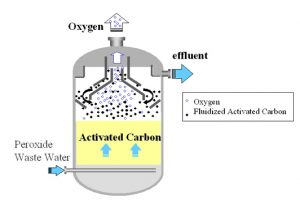 Oxygen
effluent
Oxygen
Fluidized Activated Carbon
Activated Carbon
Peroxide
Waste Water